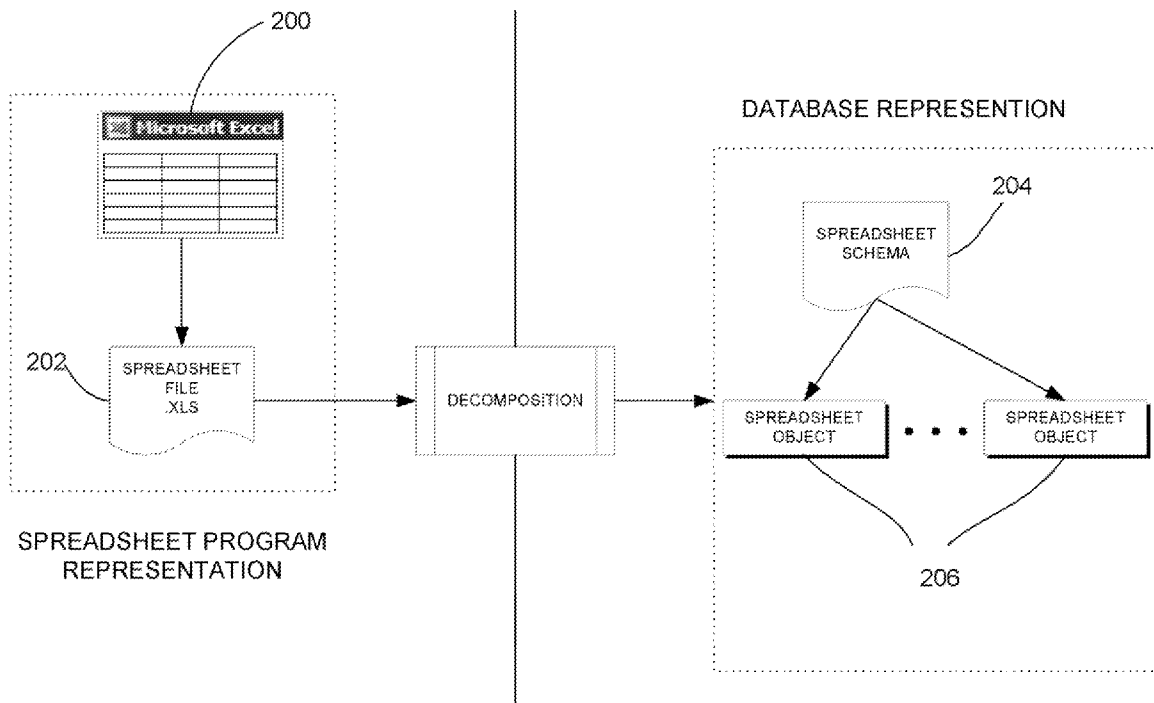 200
Microsoft Excel
202
SPREADSHEET
FILE
.XLS
SPREADSHEET PROGRAM
REPRESENTATION
DECOMPOSITION
DATABASE REPRESENTION
204
SPREADSHEET
SCHEMA
SPREADSHEET
OBJECT
SPREADSHEET
OBJECT
206